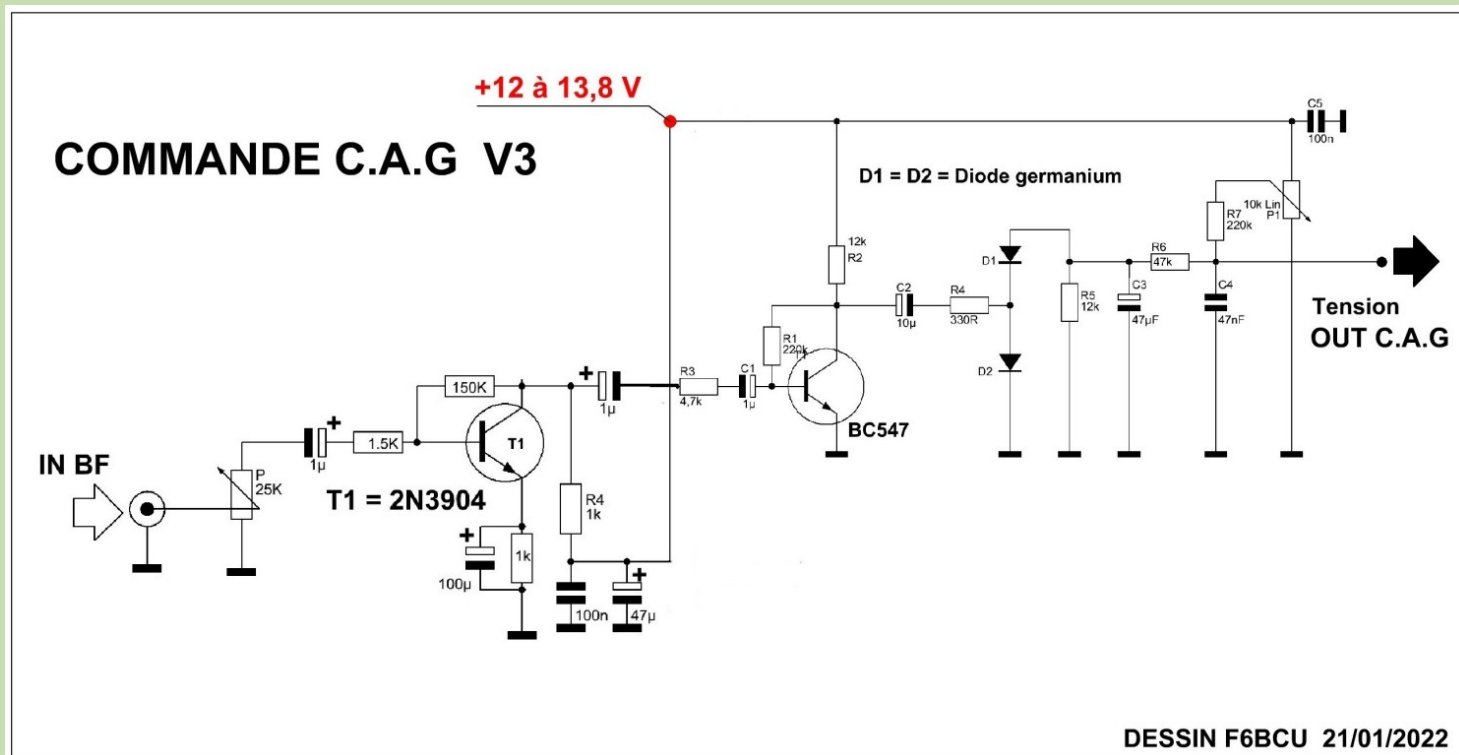 +12 à 13,8 V
COMMANDE C.A.G V3
C5
100n
D1 = D2 = Diode germanium
10k Lin
P1
R7
220k
12k
R2
D1
R6
47k
C2
10µ
R4
330R
R5
12k
C3
47µF
C4
47nF
Tension
OUT C.A.G
R1
220k
D2
R3
4,7k
C1
1µ
BC547
150K
1µ
1.5K
T1
1µ
IN BF
P
25K
T1 = 2N3904
R4
1k
1k
100µ
100n
47µ
DESSIN F6BCU 21/01/2022